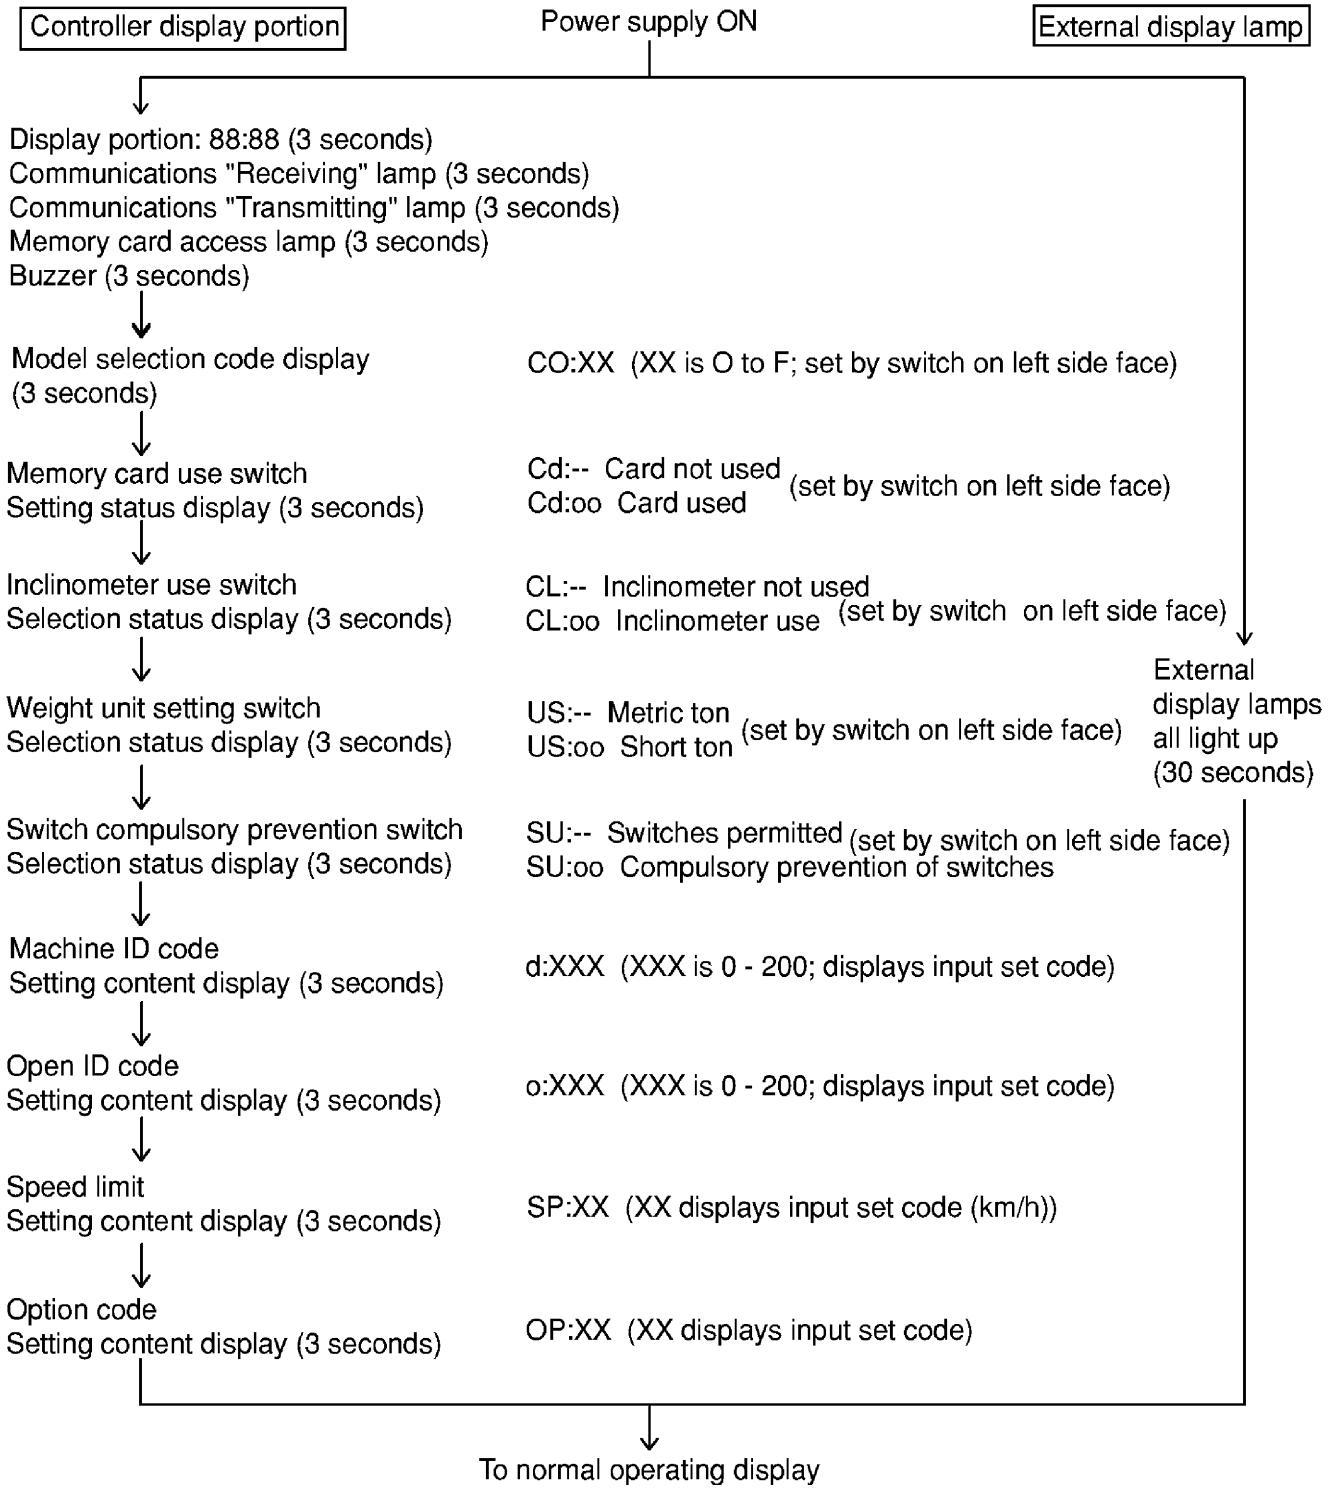 Controller display portion
Power supply ON
External display lamp
Display portion: 88:88 (3 seconds)
Communications "Receiving" lamp (3 seconds)
Communications "Transmitting" lamp (3 seconds)
Memory card access lamp (3 seconds)
Buzzer (3 seconds)
Model selection code display
(3 seconds)
CO:XX (XX is O to F; set by switch on left side face)
Memory card use switch
Setting status display (3 seconds)
Cd:-- Card not used
Cd:oo Card used
(set by switch on left side face)
Inclinometer use switch
Selection status display (3 seconds)
CL:-- Inclinometer not used
CL:oo Inclinometer use
(set by switch on left side face)
Weight unit setting switch
Selection status display (3 seconds)
US:-- Metric ton
US:oo Short ton
(set by switch on left side face)
External
display lamps
all light up
(30 seconds)
Switch compulsory prevention switch
Selection status display (3 seconds)
SU:-- Switches permitted
(set by switch on left side face)
SU:oo Compulsory prevention of switches
Machine ID code
Setting content display (3 seconds)
d:XXX (XXX is 0 - 200; displays input set code)
Open ID code
Setting content display (3 seconds)
o:XXX (XXX is 0 - 200; displays input set code)
Speed limit
Setting content display (3 seconds)
SP:XX (XX displays input set code (km/h))
Option code
Setting content display (3 seconds)
OP:XX (XX displays input set code)
To normal operating display